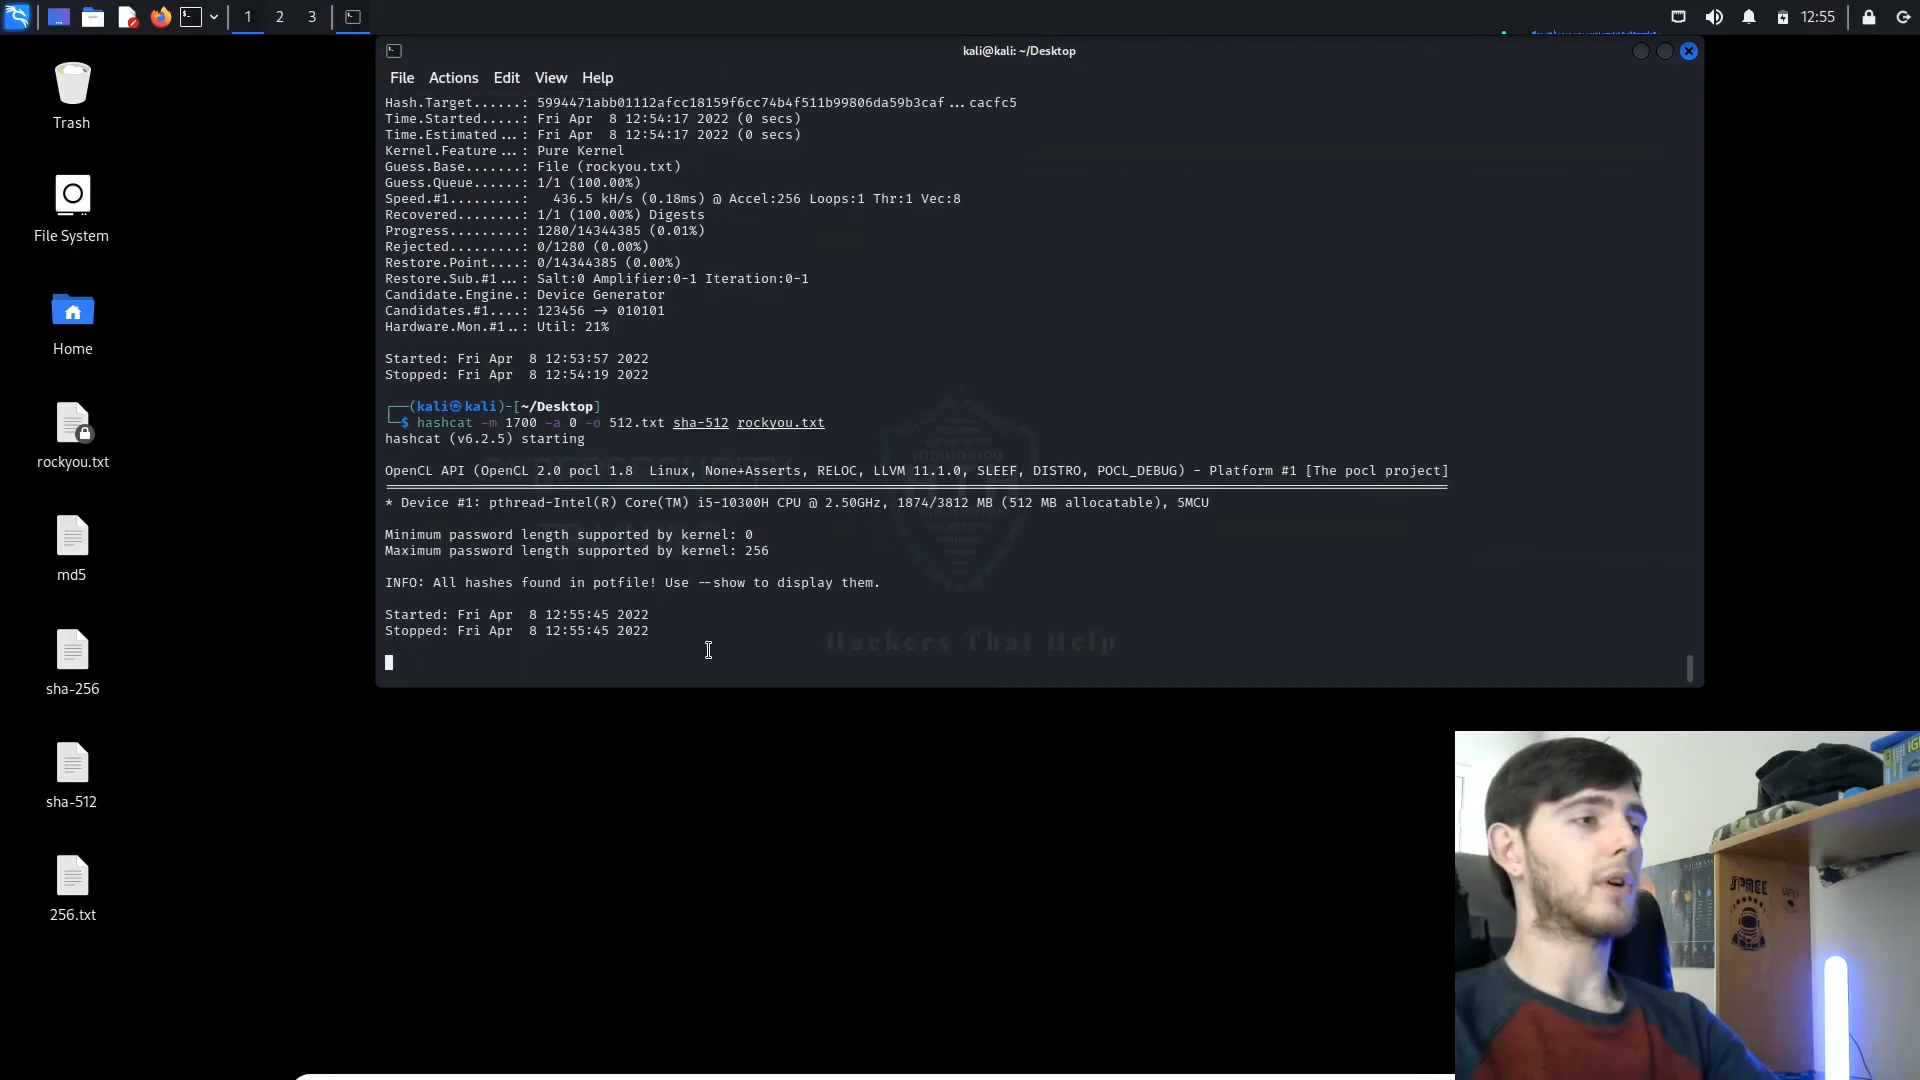 1 2 3
12:55
kali@kali: ~/Desktop
File Actions Edit View Help
Hash.Target......: 5994471abb01112afcc18159f6cc74b4f511b99806da59b3caf...cacfc5
Time.Started.....: Fri Apr  8 12:54:17 2022 (0 secs)
Time.Estimated...: Fri Apr  8 12:54:17 2022 (0 secs)
Kernel.Feature...: Pure Kernel
Guess.Base.......: File (rockyou.txt)
Guess.Queue......: 1/1 (100.00%)
Speed.#1.........:   436.5 kH/s (0.18ms) @ Accel:256 Loops:1 Thr:1 Vec:8
Recovered........: 1/1 (100.00%) Digests
Progress.........: 1280/14344385 (0.01%)
Rejected.........: 0/1280 (0.00%)
Restore.Point....: 0/14344385 (0.00%)
Restore.Sub.#1...: Salt:0 Amplifier:0-1 Iteration:0-1
Candidate.Engine.: Device Generator
Candidates.#1....: 123456 -> 010101
Hardware.Mon.#1..: Util: 21%
Started: Fri Apr  8 12:53:57 2022
Stopped: Fri Apr  8 12:54:19 2022
┌──(kali㉿kali)-[~/Desktop]
└─$ hashcat -m 1700 -a 0 -o 512.txt sha-512 rockyou.txt
hashcat (v6.2.5) starting
OpenCL API (OpenCL 2.0 pocl 1.8  Linux, None+Asserts, RELOC, LLVM 11.1.0, SLEEF, DISTRO, POCL_DEBUG) - Platform #1 [The pocl project]
* Device #1: pthread-Intel(R) Core(TM) i5-10300H CPU @ 2.50GHz, 1874/3812 MB (512 MB allocatable), 5MCU
Minimum password length supported by kernel: 0
Maximum password length supported by kernel: 256
INFO: All hashes found in potfile! Use --show to display them.
Started: Fri Apr  8 12:55:45 2022
Stopped: Fri Apr  8 12:55:45 2022
Hackers That Help
Trash
File System
Home
rockyou.txt
md5
sha-256
sha-512
256.txt
SPACE